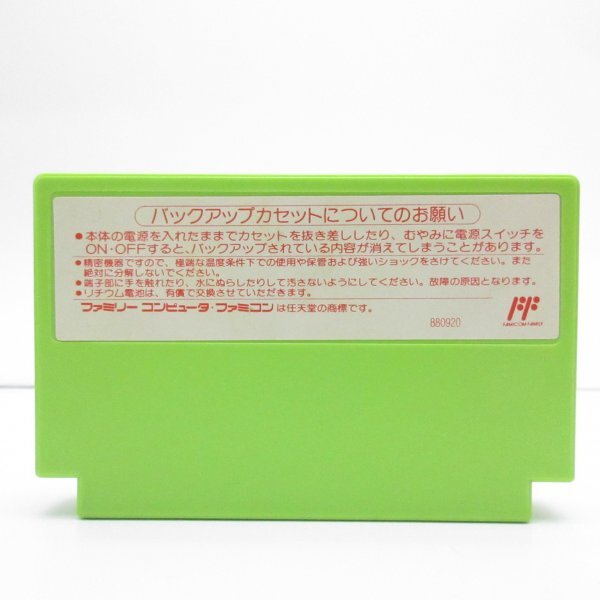 バックアップカセットについてのお願い
●本体の電源を入れたままでカセットを抜き差ししたり、むやみに電源スイッチを
ON・OFFすると、バックアップされている内容が消えてしまうことがあります。
●精密機器ですので、極端な温度条件下での使用や保管および強いショックをさけてください。また
絶対に分解しないでください。
●端子部に手を触れたり、水にぬらしたりして汚さないようにしてください。故障の原因となります。
●リチウム電池は、有償で交換させていただきます。
ファミリーコンピュータ・ファミコンは任天堂の商標です。
880920
FAMICOM FAMILY